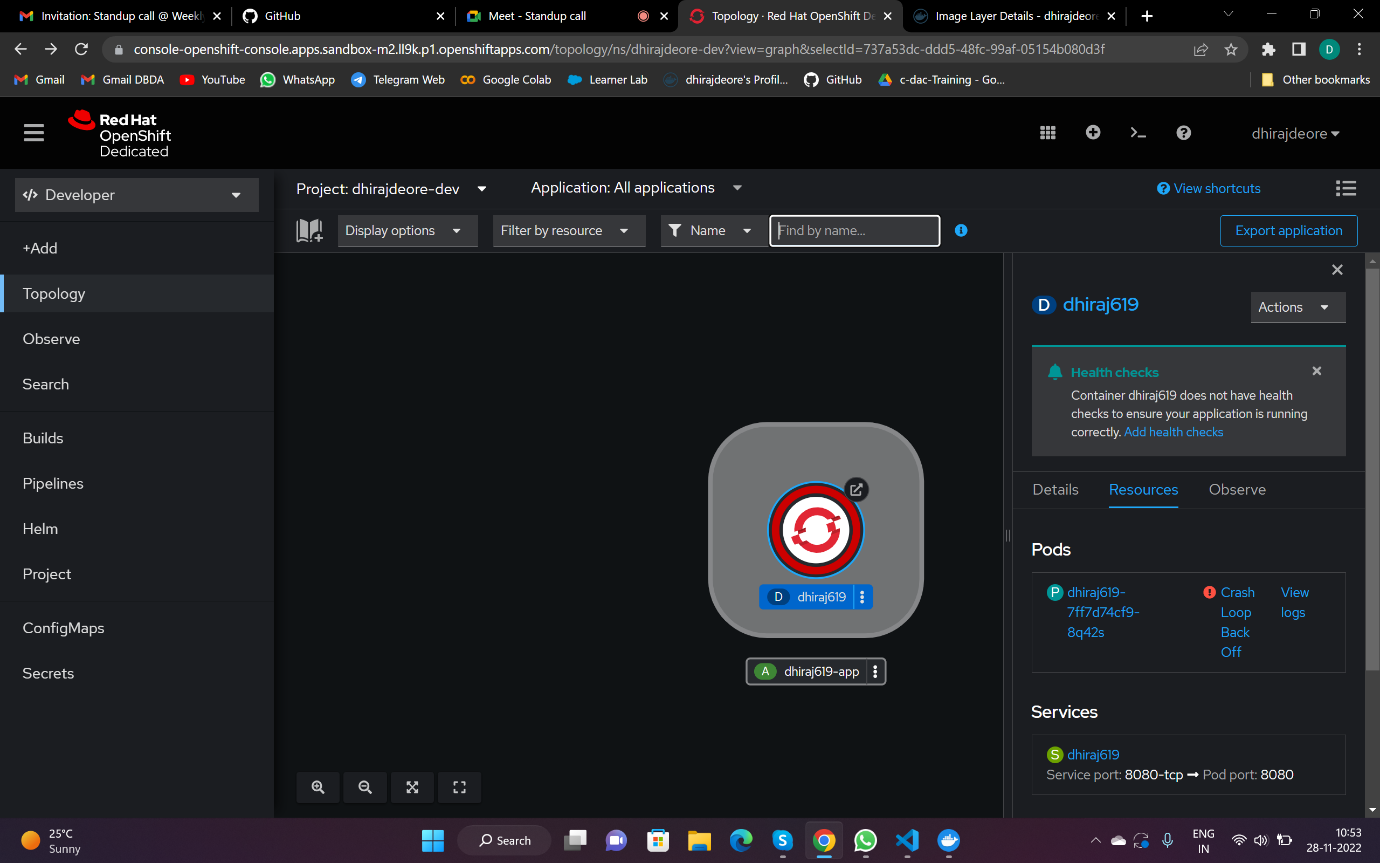 Invitation: Standup call @ Weekly
GitHub
Meet - Standup call
Topology · Red Hat OpenShift De
Image Layer Details - dhirajdeore
console-openshift-console.apps.sandbox-m2.ll9k.p1.openshiftapps.com/topology/ns/dhirajdeore-dev?view=graph&selectId=737a53dc-ddd5-48fc-99af-05154b080d3f
D
Gmail
Gmail DBDA
YouTube
WhatsApp
Telegram Web
Google Colab
Learner Lab
dhirajdeore's Profil...
GitHub
c-dac-Training - Go...
Other bookmarks
Red Hat
OpenShift
Dedicated
dhirajdeore
Developer
Project: dhirajdeore-dev
Application: All applications
View shortcuts
Display options
Filter by resource
Name
Find by name...
Export application
+Add
Topology
Observe
Search
Builds
Pipelines
Helm
Project
ConfigMaps
Secrets
D dhiraj619
A dhiraj619-app
D dhiraj619
Actions
Health checks
Container dhiraj619 does not have health
checks to ensure your application is running
correctly. Add health checks
Details
Resources
Observe
Pods
P dhiraj619-
7ff7d74cf9-
8q42s
Crash
Loop
Back
Off
View
logs
Services
S dhiraj619
Service port: 8080-tcp ➞ Pod port: 8080
25°C
Sunny
Search
ENG
IN
10:53
28-11-2022